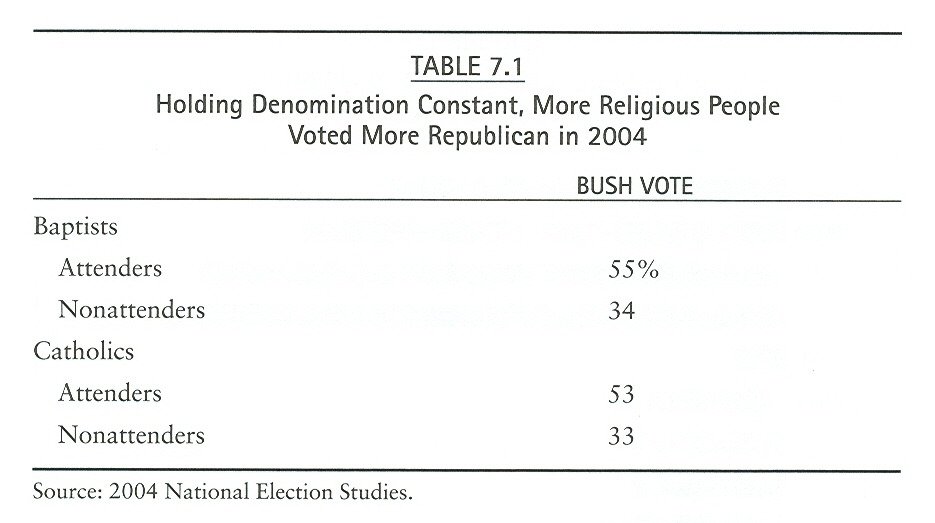 TABLE 7.1
Holding Denomination Constant, More Religious People
Voted More Republican in 2004
BUSH VOTE
Baptists
Attenders 55%
Nonattenders 34
Catholics
Attenders 53
Nonattenders 33
Source: 2004 National Election Studies.